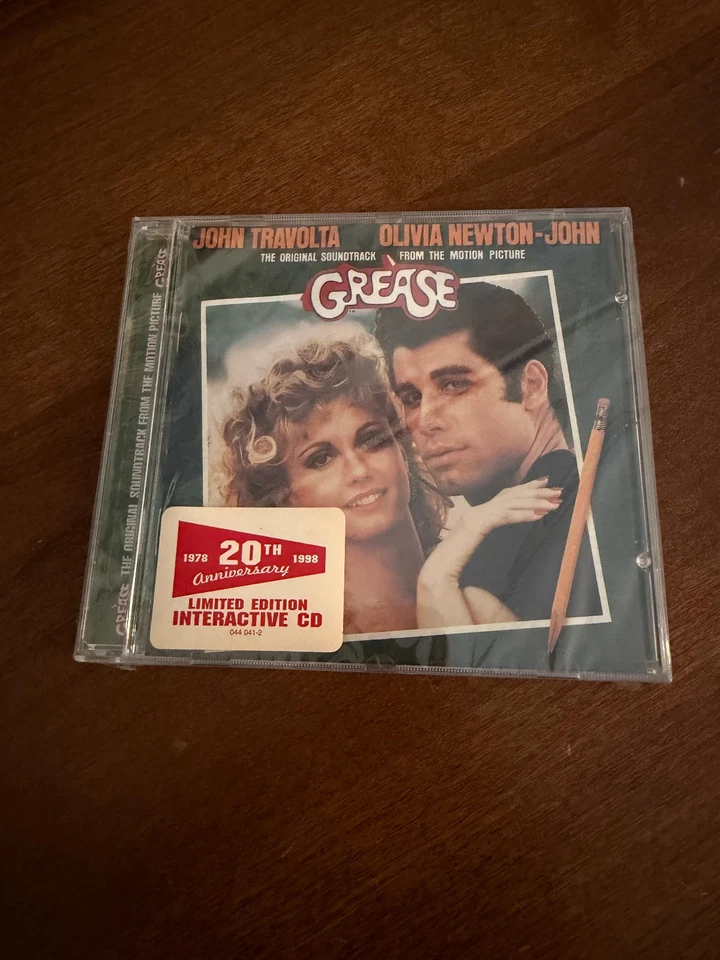 JOHN TRAVOLTA OLIVIA NEWTON-JOHN
THE ORIGINAL SOUNDTRACK FROM THE MOTION PICTURE
GREASE
GREASE THE ORIGINAL SOUNDTRACK FROM THE MOTION PICTURE GREASE
1978 20TH 1998
Anniversary
LIMITED EDITION
INTERACTIVE CD
044 041-2